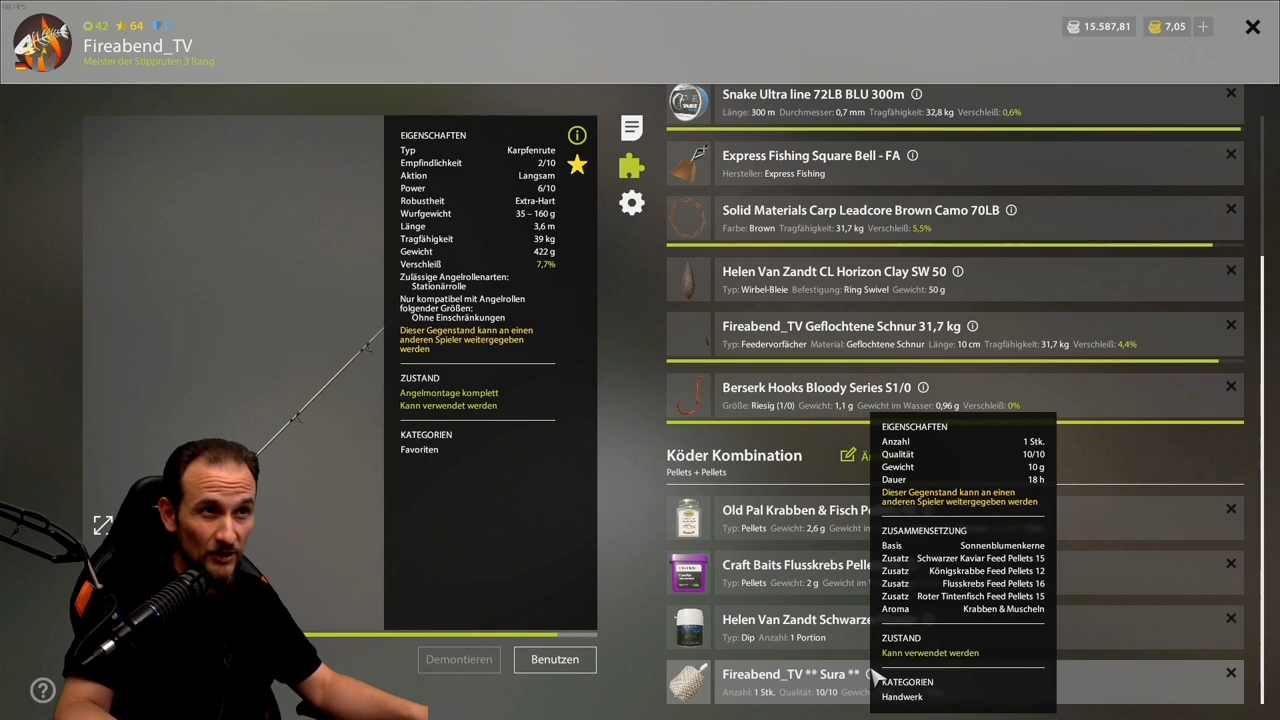 42 64 0
Fireabend_TV
Meister der Stippruten 3 Rang
15.587,81
7,05
EIGENSCHAFTEN
Typ Karpfenrute
Empfindlichkeit 2/10
Aktion Langsam
Power 6/10
Robustheit Extra-Hart
Wurfgewicht 35 – 160 g
Länge 3,6 m
Tragfähigkeit 39 kg
Gewicht 422 g
Verschleiß 7,7%
Zulässige Angelrollenarten:
Stationärrolle
Nur kompatibel mit Angelrollen
folgender Größen:
Ohne Einschränkungen
Dieser Gegenstand kann an einen
anderen Spieler weitergegeben
werden
ZUSTAND
Angelmontage komplett
Kann verwendet werden
KATEGORIEN
Favoriten
Demontieren
Benutzen
Snake Ultra line 72LB BLU 300m
Länge: 300 m Durchmesser: 0,7 mm Tragfähigkeit: 32,8 kg Verschleiß: 0,6%
Express Fishing Square Bell - FA
Hersteller: Express Fishing
Solid Materials Carp Leadcore Brown Camo 70LB
Farbe: Brown Tragfähigkeit: 31,7 kg Verschleiß: 5,5%
Helen Van Zandt CL Horizon Clay SW 50
Typ: Wirbel-Bleie Befestigung: Ring Swivel Gewicht: 50 g
Fireabend_TV Geflochtene Schnur 31,7 kg
Typ: Feedervorfächer Material: Geflochtene Schnur Länge: 10 cm Tragfähigkeit: 31,7 kg Verschleiß: 4,4%
Berserk Hooks Bloody Series S1/0
Größe: Riesig (1/0) Gewicht: 1,1 g Gewicht im Wasser: 0,96 g Verschleiß: 0%
Köder Kombination
Pellets + Pellets
Old Pal Krabben & Fisch Pe
Typ: Pellets Gewicht: 2,6 g Gewicht im
Craft Baits Flusskrebs Pelle
Typ: Pellets Gewicht: 2 g Gewicht im W
Helen Van Zandt Schwarze
Typ: Dip Anzahl: 1 Portion
Fireabend_TV ** Sura **
Anzahl: 1 Stk. Qualität: 10/10 Gewich
EIGENSCHAFTEN
Anzahl 1 Stk.
Qualität 10/10
Gewicht 10 g
Dauer 18 h
Dieser Gegenstand kann an einen
anderen Spieler weitergegeben werden
ZUSAMMENSETZUNG
Basis Sonnenblumenkerne
Zusatz Schwarzer Kaviar Feed Pellets 15
Zusatz Königskrabbe Feed Pellets 12
Zusatz Flusskrebs Feed Pellets 16
Zusatz Roter Tintenfisch Feed Pellets 15
Aroma Krabben & Muscheln
ZUSTAND
Kann verwendet werden
KATEGORIEN
Handwerk